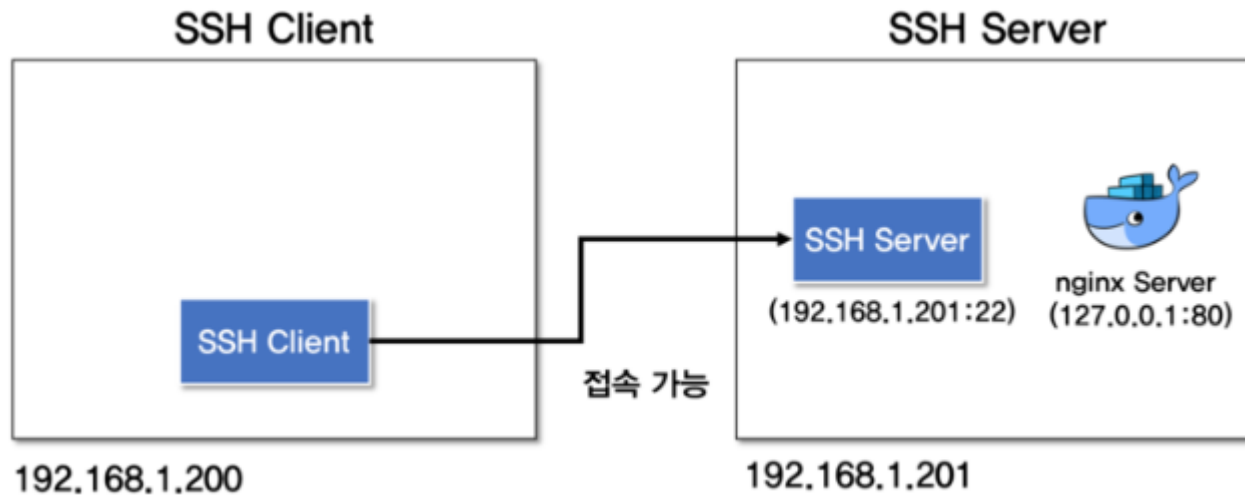 SSH Client
SSH Server
SSH Server
(192.168.1.201:22)
nginx Server
(127.0.0.1:80)
SSH Client
접속 가능
192.168.1.200
192.168.1.201